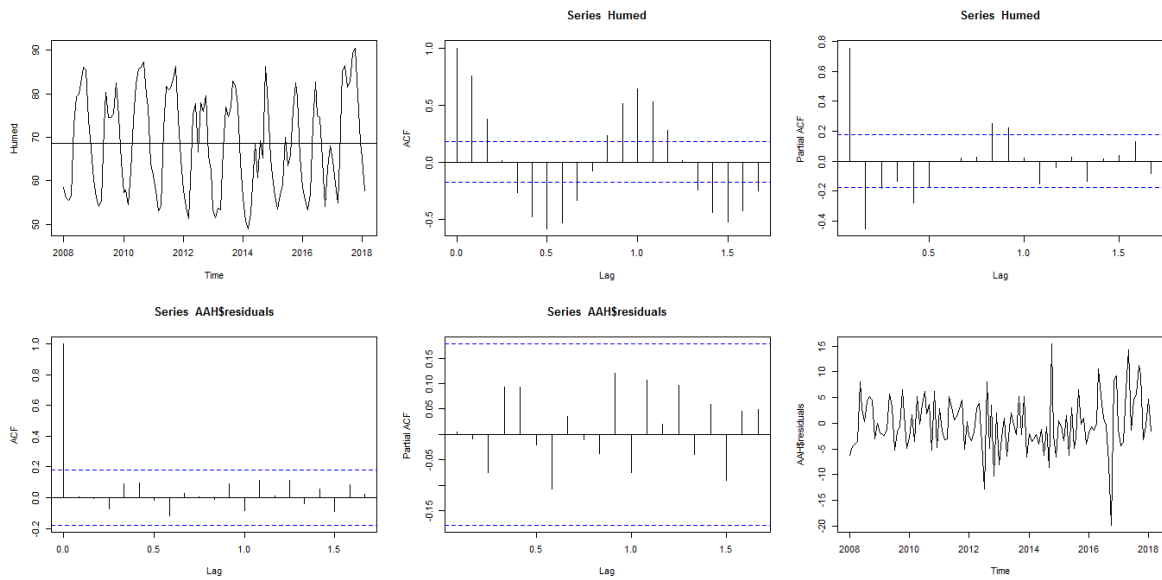 Humed
90
80
70
60
50
2008 2010 2012 2014 2016 2018
Time
Series Humed
ACF
1.0
0.5
0.0
-0.5
0.0 0.5 1.0 1.5
Lag
Series Humed
Partial ACF
0.8
0.6
0.4
0.2
0.0
-0.2
-0.4
0.5 1.0 1.5
Lag
Series AAH$residuals
ACF
1.0
0.8
0.6
0.4
0.2
0.0
-0.2
0.0 0.5 1.0 1.5
Lag
Series AAH$residuals
Partial ACF
0.15
0.05
-0.05
-0.15
0.5 1.0 1.5
Lag
AAH$residuals
15
10
5
0
-5
-10
-15
-20
2008 2010 2012 2014 2016 2018
Time